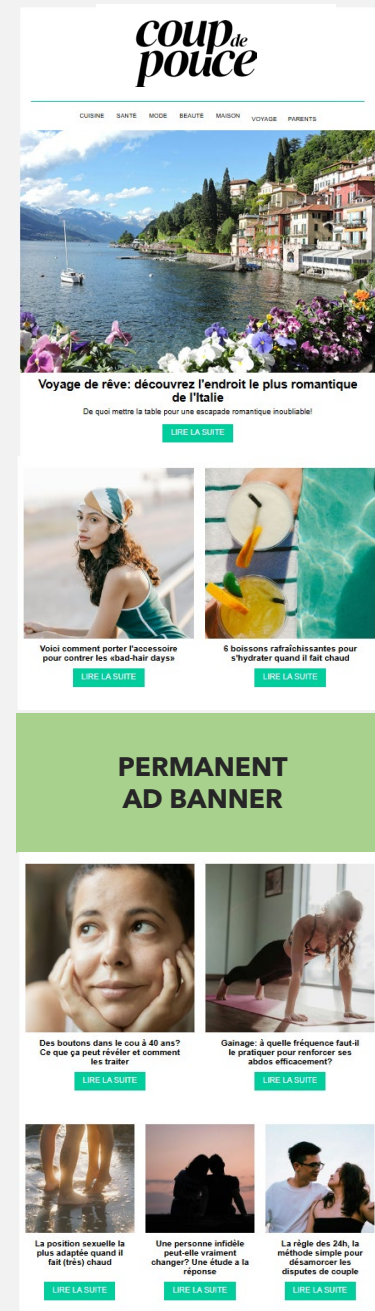 coup de
pouce
CUISINE SANTE MODE BEAUTE MAISON VOYAGE PARENTS
Voyage de rêve: découvrez l'endroit le plus romantique
de l'Italie
De quoi mettre la table pour une escapade romantique inoubliable!
LIRE LA SUITE
Voici comment porter l'accessoire
pour contrer les «bad-hair days»
LIRE LA SUITE
6 boissons rafraîchissantes pour
s'hydrater quand il fait chaud
LIRE LA SUITE
PERMANENT
AD BANNER
Des boutons dans le cou à 40 ans?
Ce que ça peut révéler et comment
les traiter
LIRE LA SUITE
Gainage: à quelle fréquence faut-il
le pratiquer pour renforcer ses
abdos efficacement?
LIRE LA SUITE
La position sexuelle la
plus adaptée quand il
fait (très) chaud
LIRE LA SUITE
Une personne infidèle
peut-elle vraiment
changer? Une étude a la
réponse
LIRE LA SUITE
La règle des 24h, la
méthode simple pour
désamorcer les
disputes de couple
LIRE LA SUITE